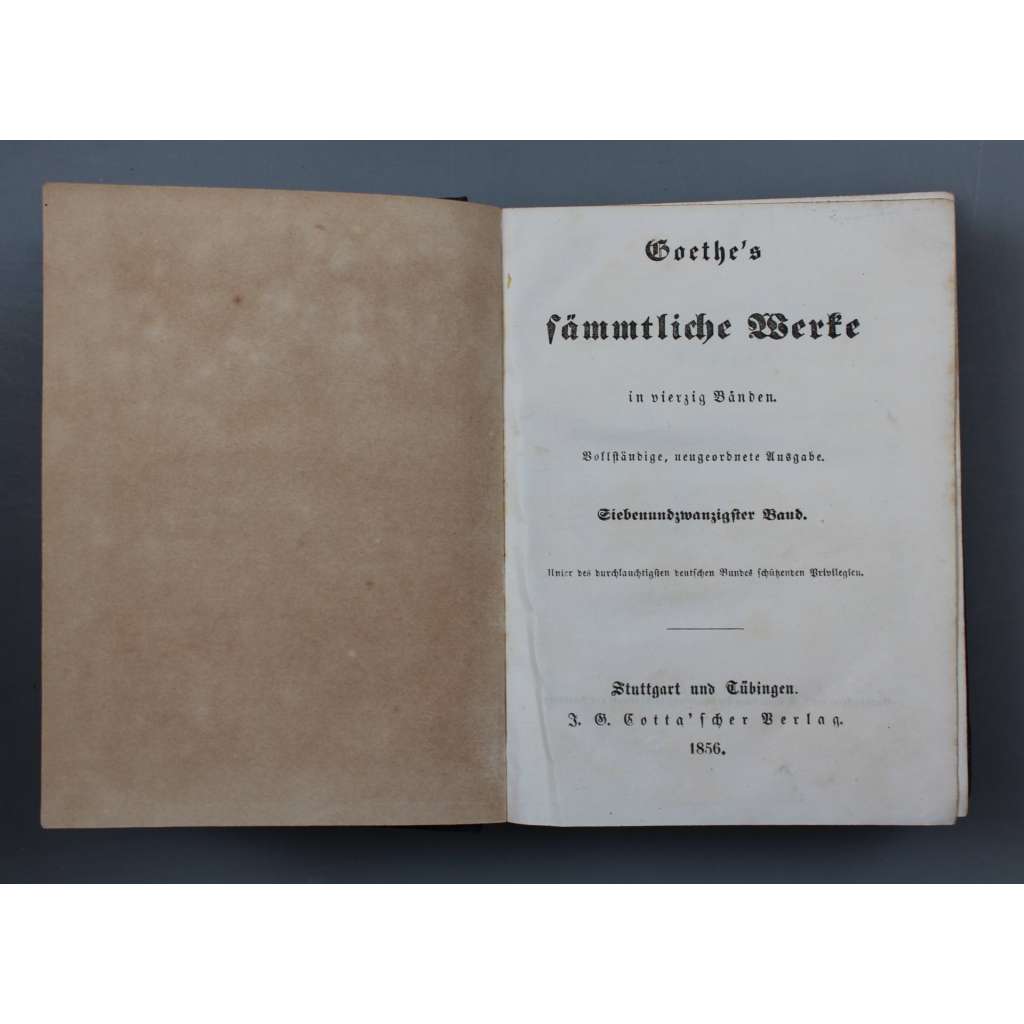 Goethe's
sämmtliche Werke
in vierzig Bänden.
Vollständige, neugeordnete Ausgabe.
Siebenundzwanzigster Band.
Unter des durchlauchtigsten deutschen Bundes schützenden Privilegien.
Stuttgart und Tübingen.
J. G. Cotta'scher Verlag.
1856.